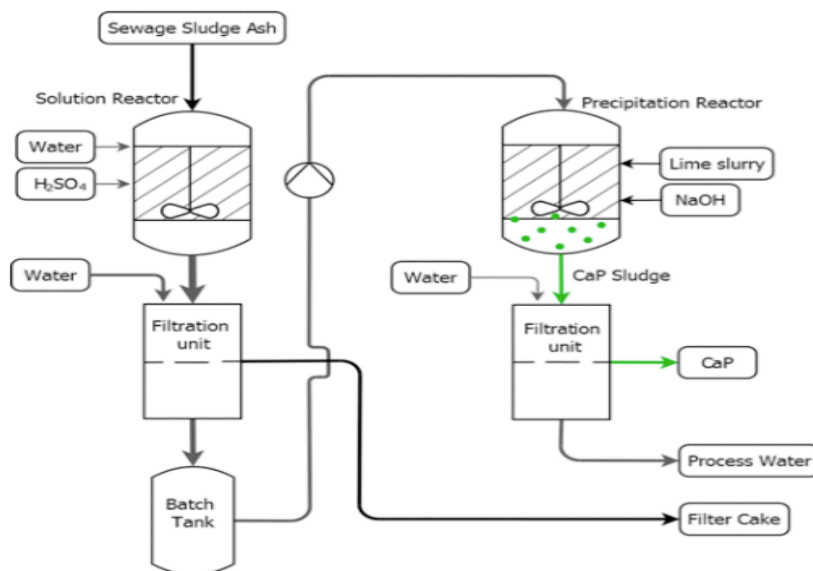 Sewage Sludge Ash
Solution Reactor
Precipitation Reactor
Water
H₂SO₄
Lime slurry
NaOH
Water
Water
CaP Sludge
Filtration
unit
Filtration
unit
CaP
Process Water
Batch
Tank
Filter Cake